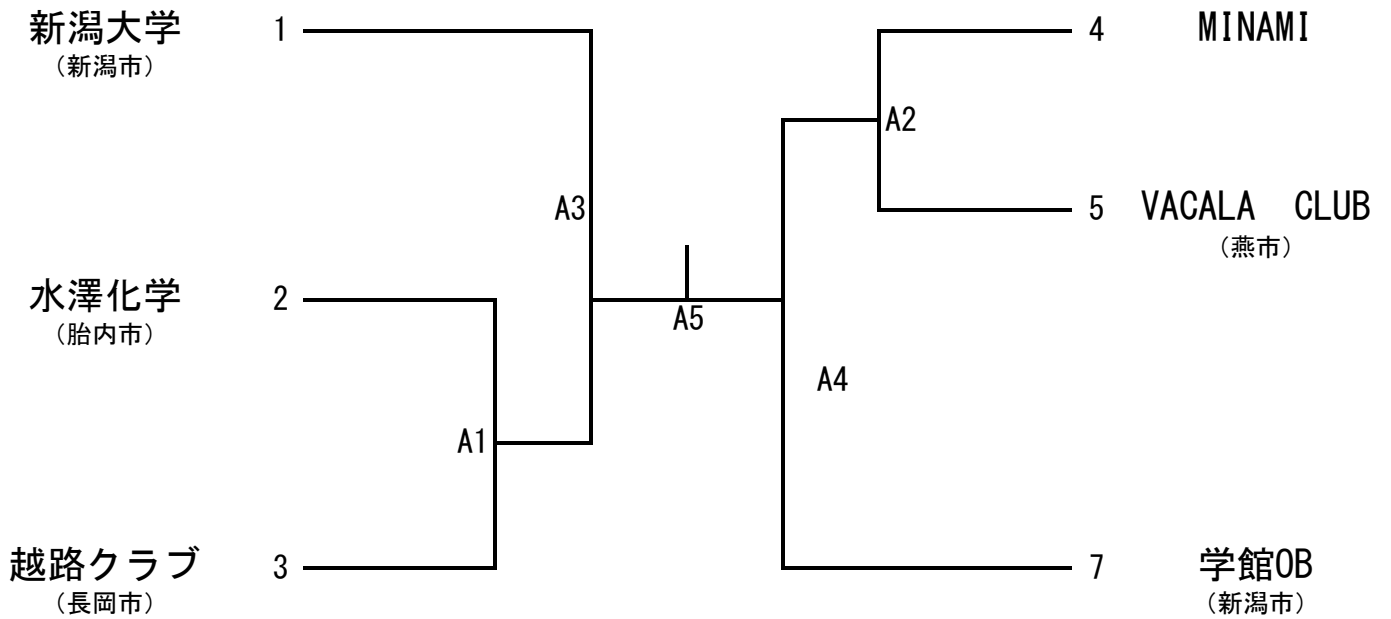 新潟大学 1
（新潟市）
4 MINAMI
A2
A3
5 VACALA CLUB
（燕市）
水澤化学 2
（胎内市）
A5
A4
A1
越路クラブ 3
（長岡市）
7 学館OB
（新潟市）